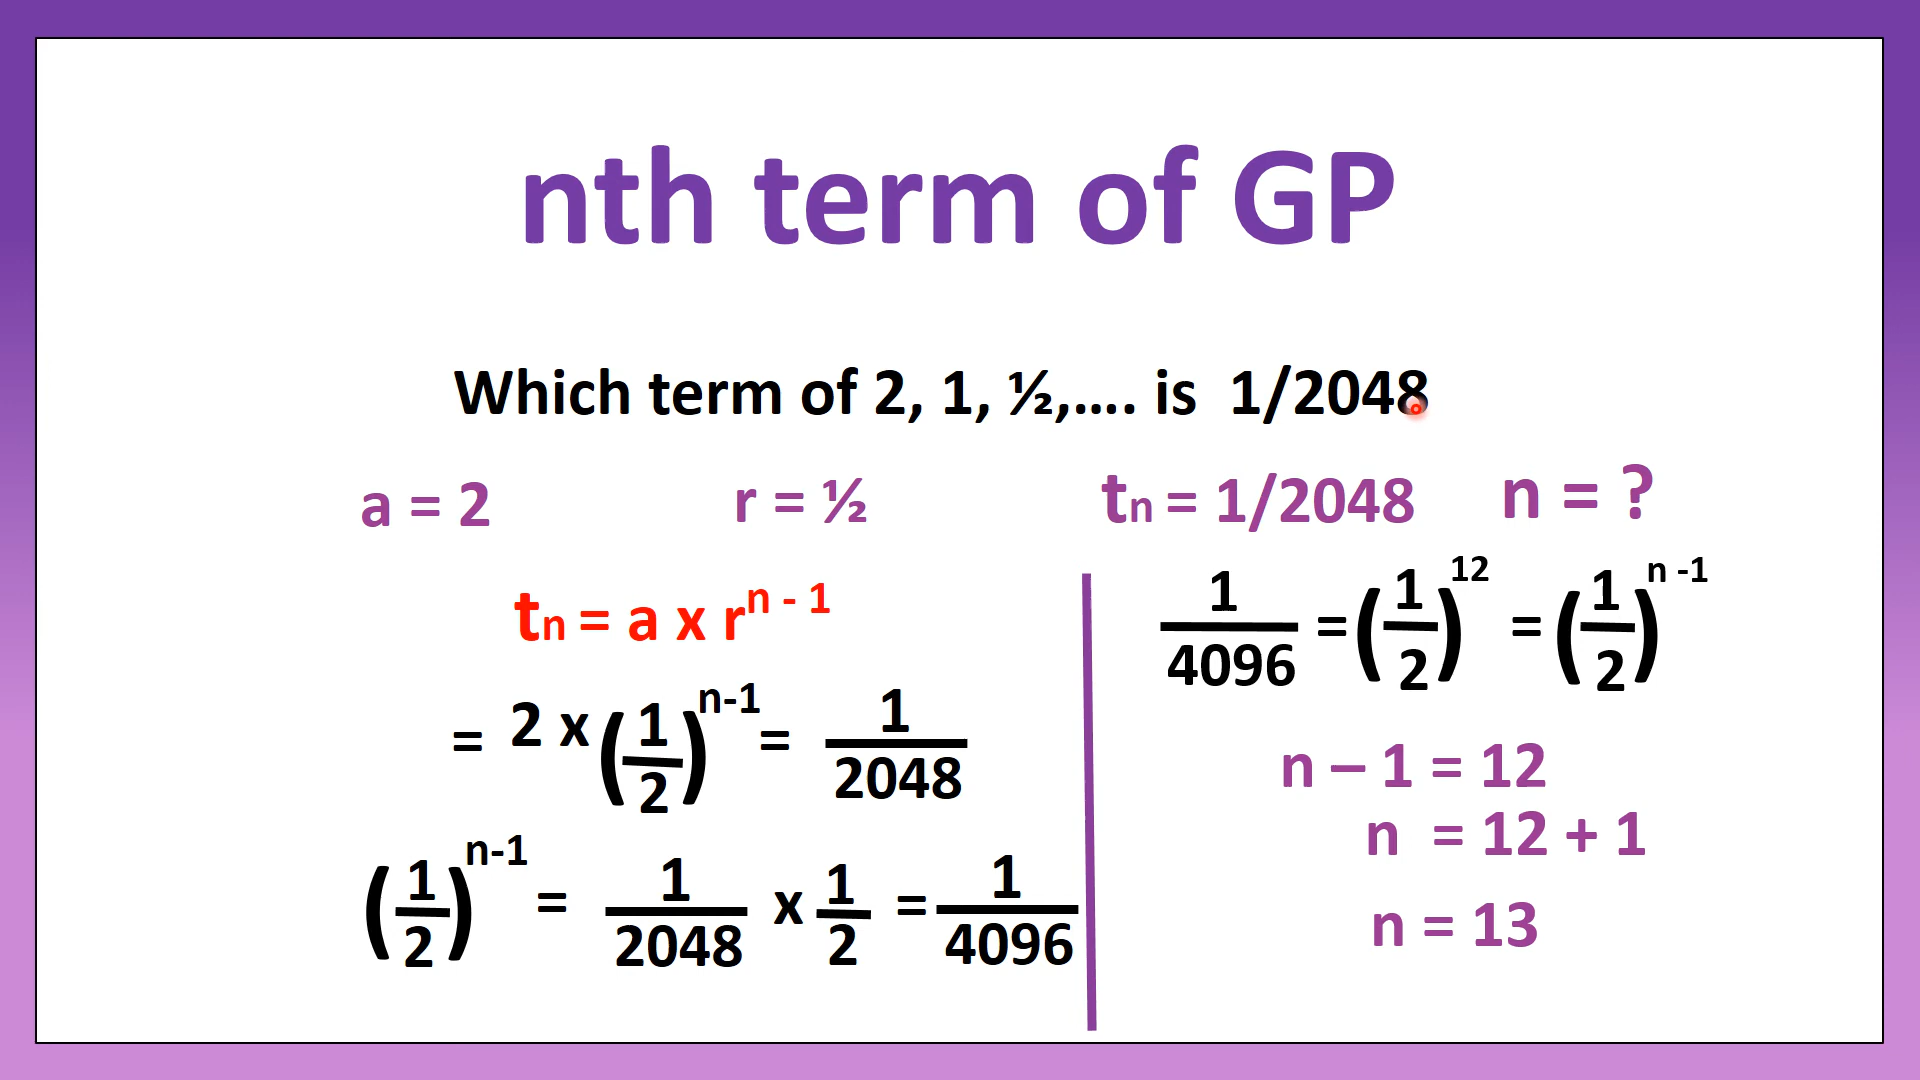 nth term of GP
Which term of 2, 1, ½,.... is 1/2048
a = 2 r = ½ tn = 1/2048 n = ?
tn = a x r^n - 1
= 2 x (1/2)^n-1 = 1/2048
(1/2)^n-1 = 1/2048 x 1/2 = 1/4096
1/4096 = (1/2)^12 = (1/2)^n -1
n – 1 = 12
n = 12 + 1
n = 13